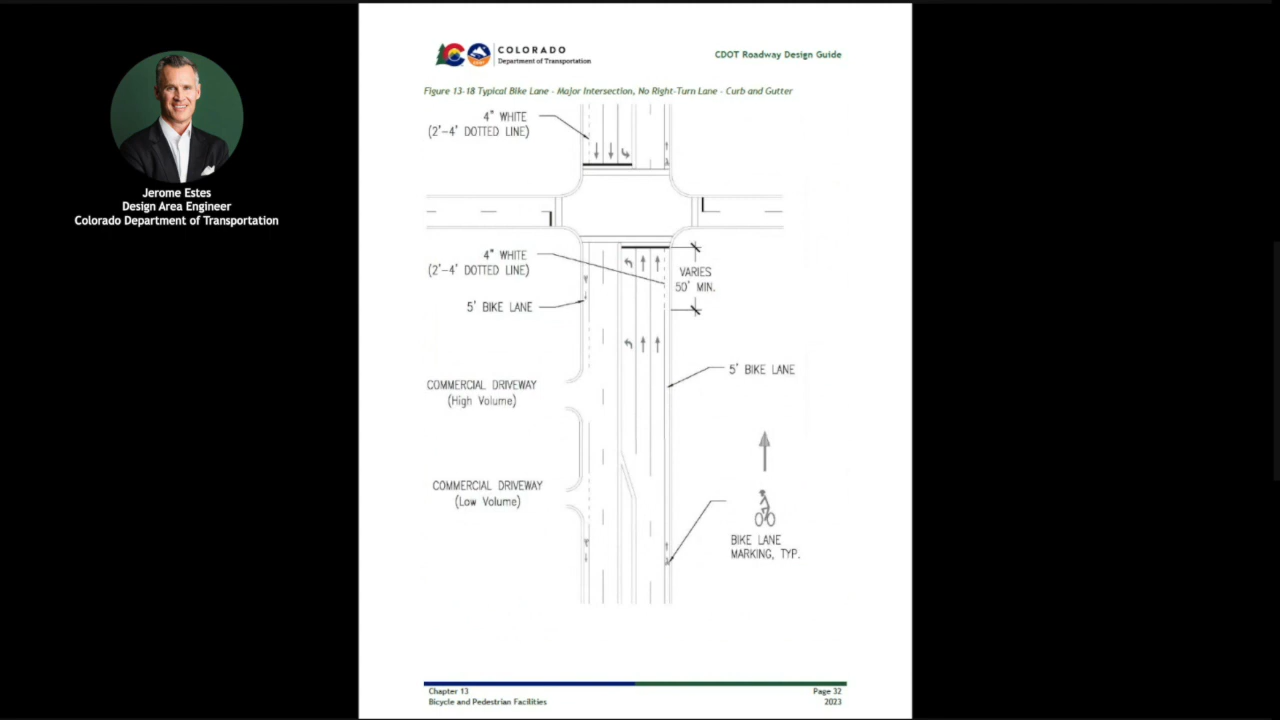 Jerome Estes
Design Area Engineer
Colorado Department of Transportation
COLORADO
Department of Transportation
CDOT Roadway Design Guide
Figure 13-18 Typical Bike Lane - Major Intersection, No Right-Turn Lane - Curb and Gutter
4" WHITE
(2'-4' DOTTED LINE)
4" WHITE
(2'-4' DOTTED LINE)
VARIES
50' MIN.
5' BIKE LANE
5' BIKE LANE
COMMERCIAL DRIVEWAY
(High Volume)
COMMERCIAL DRIVEWAY
(Low Volume)
BIKE LANE
MARKING, TYP.
Chapter 13
Bicycle and Pedestrian Facilities
Page 32
2023